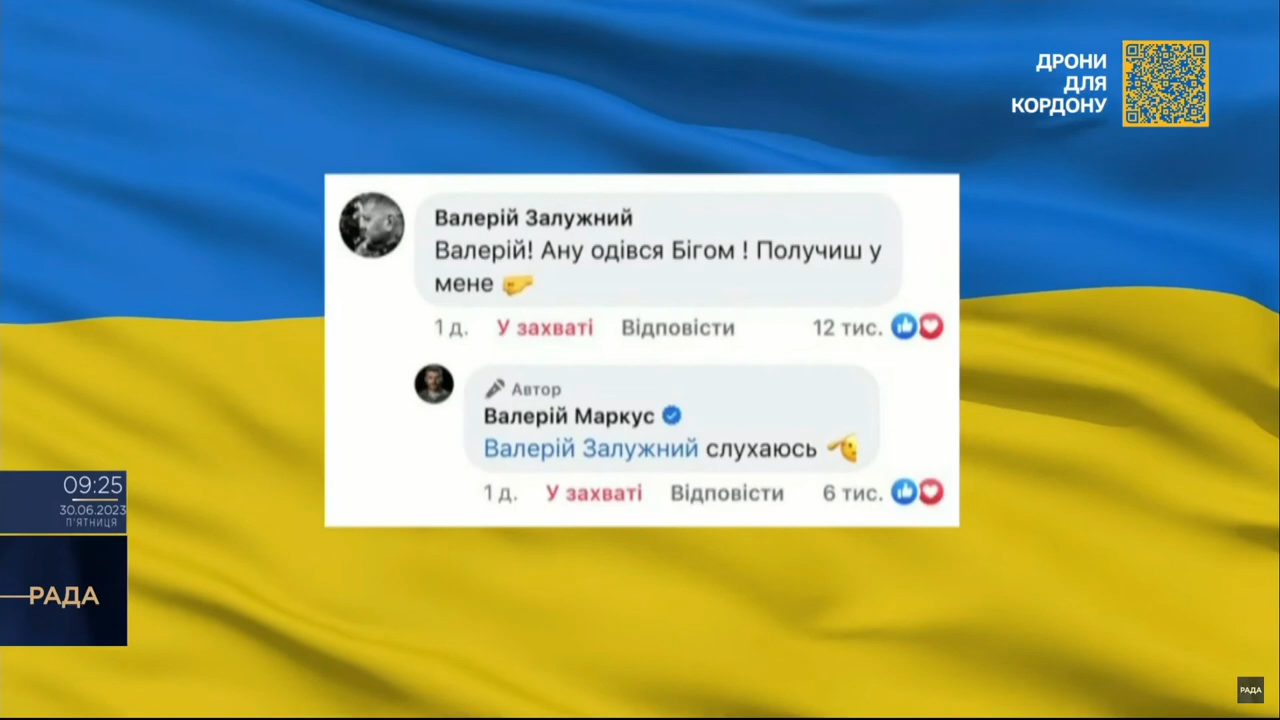 ДРОНИ
ДЛЯ
КОРДОНУ
Валерій Залужний
Валерій! Ану одівся Бігом ! Получиш у
мене
1 д. У захваті Відповісти 12 тис.
Автор
Валерій Маркус
Валерій Залужний слухаюсь
1 д. У захваті Відповісти 6 тис.
09:25
30.06.2023
П'ЯТНИЦЯ
РАДА
РАДА